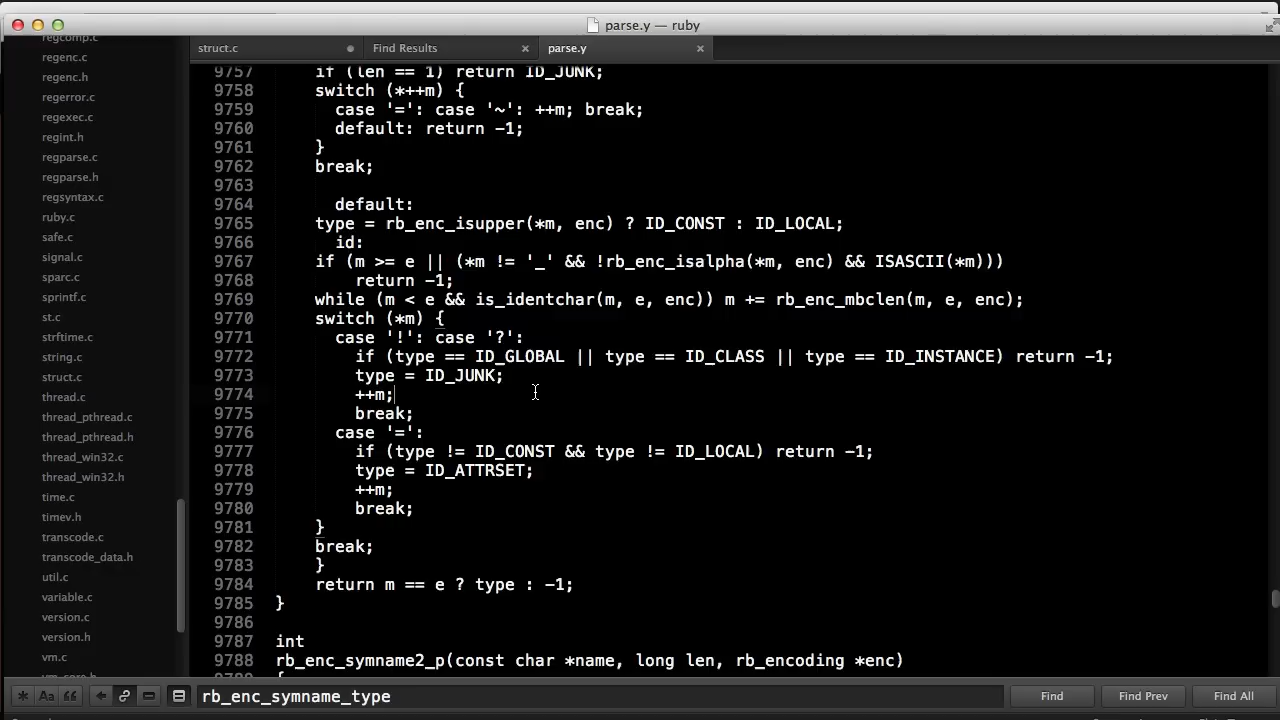 parse.y — ruby
struct.c
Find Results
parse.y
regcomp.c
regenc.c
regenc.h
regerror.c
regexec.c
regint.h
regparse.c
regparse.h
regsyntax.c
ruby.c
safe.c
signal.c
sparc.c
sprintf.c
st.c
strftime.c
string.c
struct.c
thread.c
thread_pthread.c
thread_pthread.h
thread_win32.c
thread_win32.h
time.c
timev.h
transcode.c
transcode_data.h
util.c
variable.c
version.c
version.h
vm.c
9757 if (len == 1) return ID_JUNK;
9758 switch (*++m) {
9759 case '=': case '~': ++m; break;
9760 default: return -1;
9761 }
9762 break;
9763
9764 default:
9765 type = rb_enc_isupper(*m, enc) ? ID_CONST : ID_LOCAL;
9766 id:
9767 if (m >= e || (*m != '_' && !rb_enc_isalpha(*m, enc) && ISASCII(*m)))
9768 return -1;
9769 while (m < e && is_identchar(m, e, enc)) m += rb_enc_mbclen(m, e, enc);
9770 switch (*m) {
9771 case '!': case '?':
9772 if (type == ID_GLOBAL || type == ID_CLASS || type == ID_INSTANCE) return -1;
9773 type = ID_JUNK;
9774 ++m;
9775 break;
9776 case '=':
9777 if (type != ID_CONST && type != ID_LOCAL) return -1;
9778 type = ID_ATTRSET;
9779 ++m;
9780 break;
9781 }
9782 break;
9783 }
9784 return m == e ? type : -1;
9785 }
9786
9787 int
9788 rb_enc_symname2_p(const char *name, long len, rb_encoding *enc)
9789 {
Aa
rb_enc_symname_type
Find
Find Prev
Find All